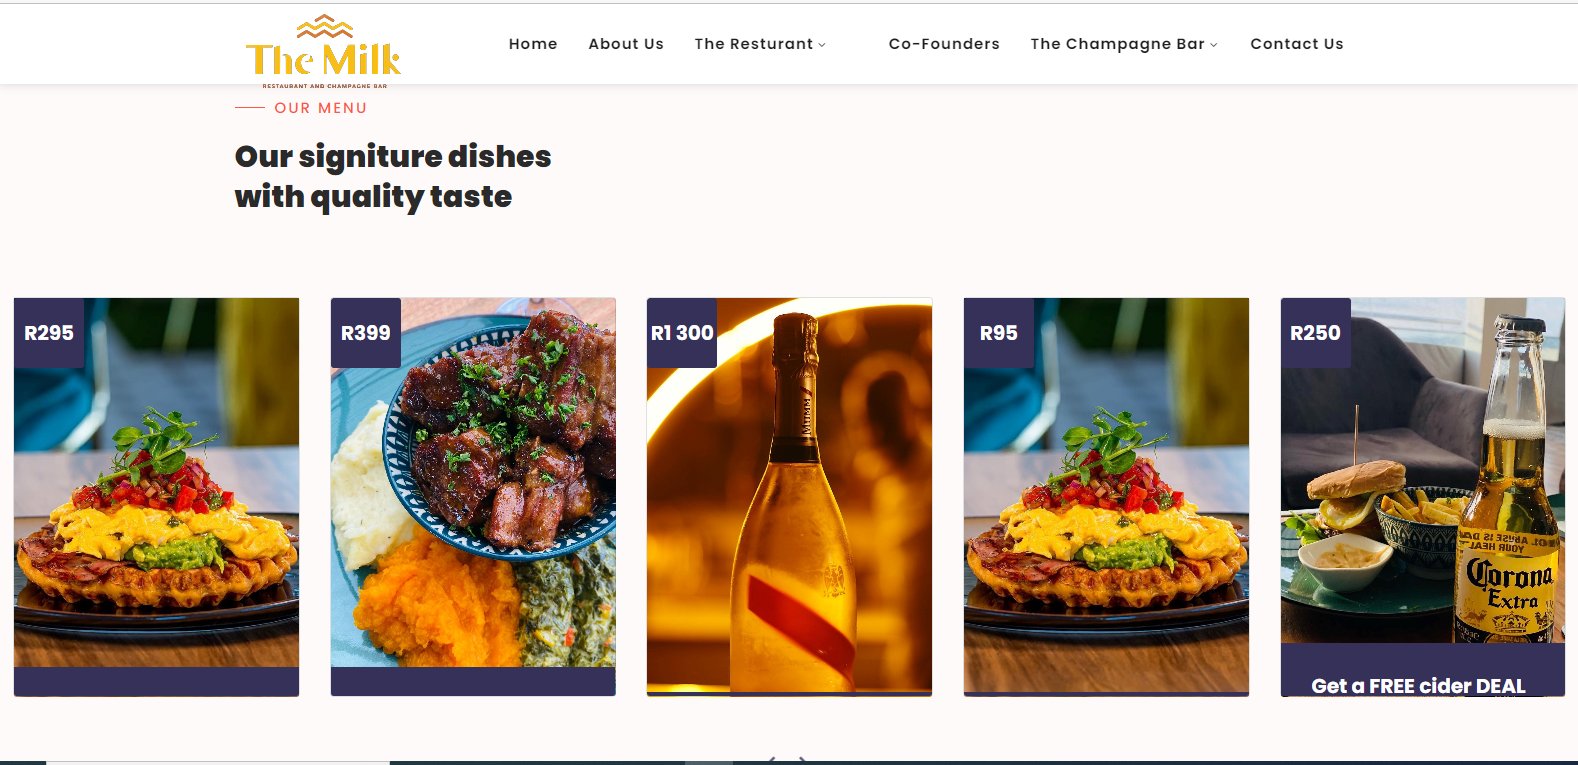 The Milk
RESTAURANT AND CHAMPAGNE BAR
Home About Us The Resturant Co-Founders The Champagne Bar Contact Us
OUR MENU
Our signiture dishes
with quality taste
R295
R399
R1 300
R95
R250
MUMM
Corona
Extra
Get a FREE cider DEAL